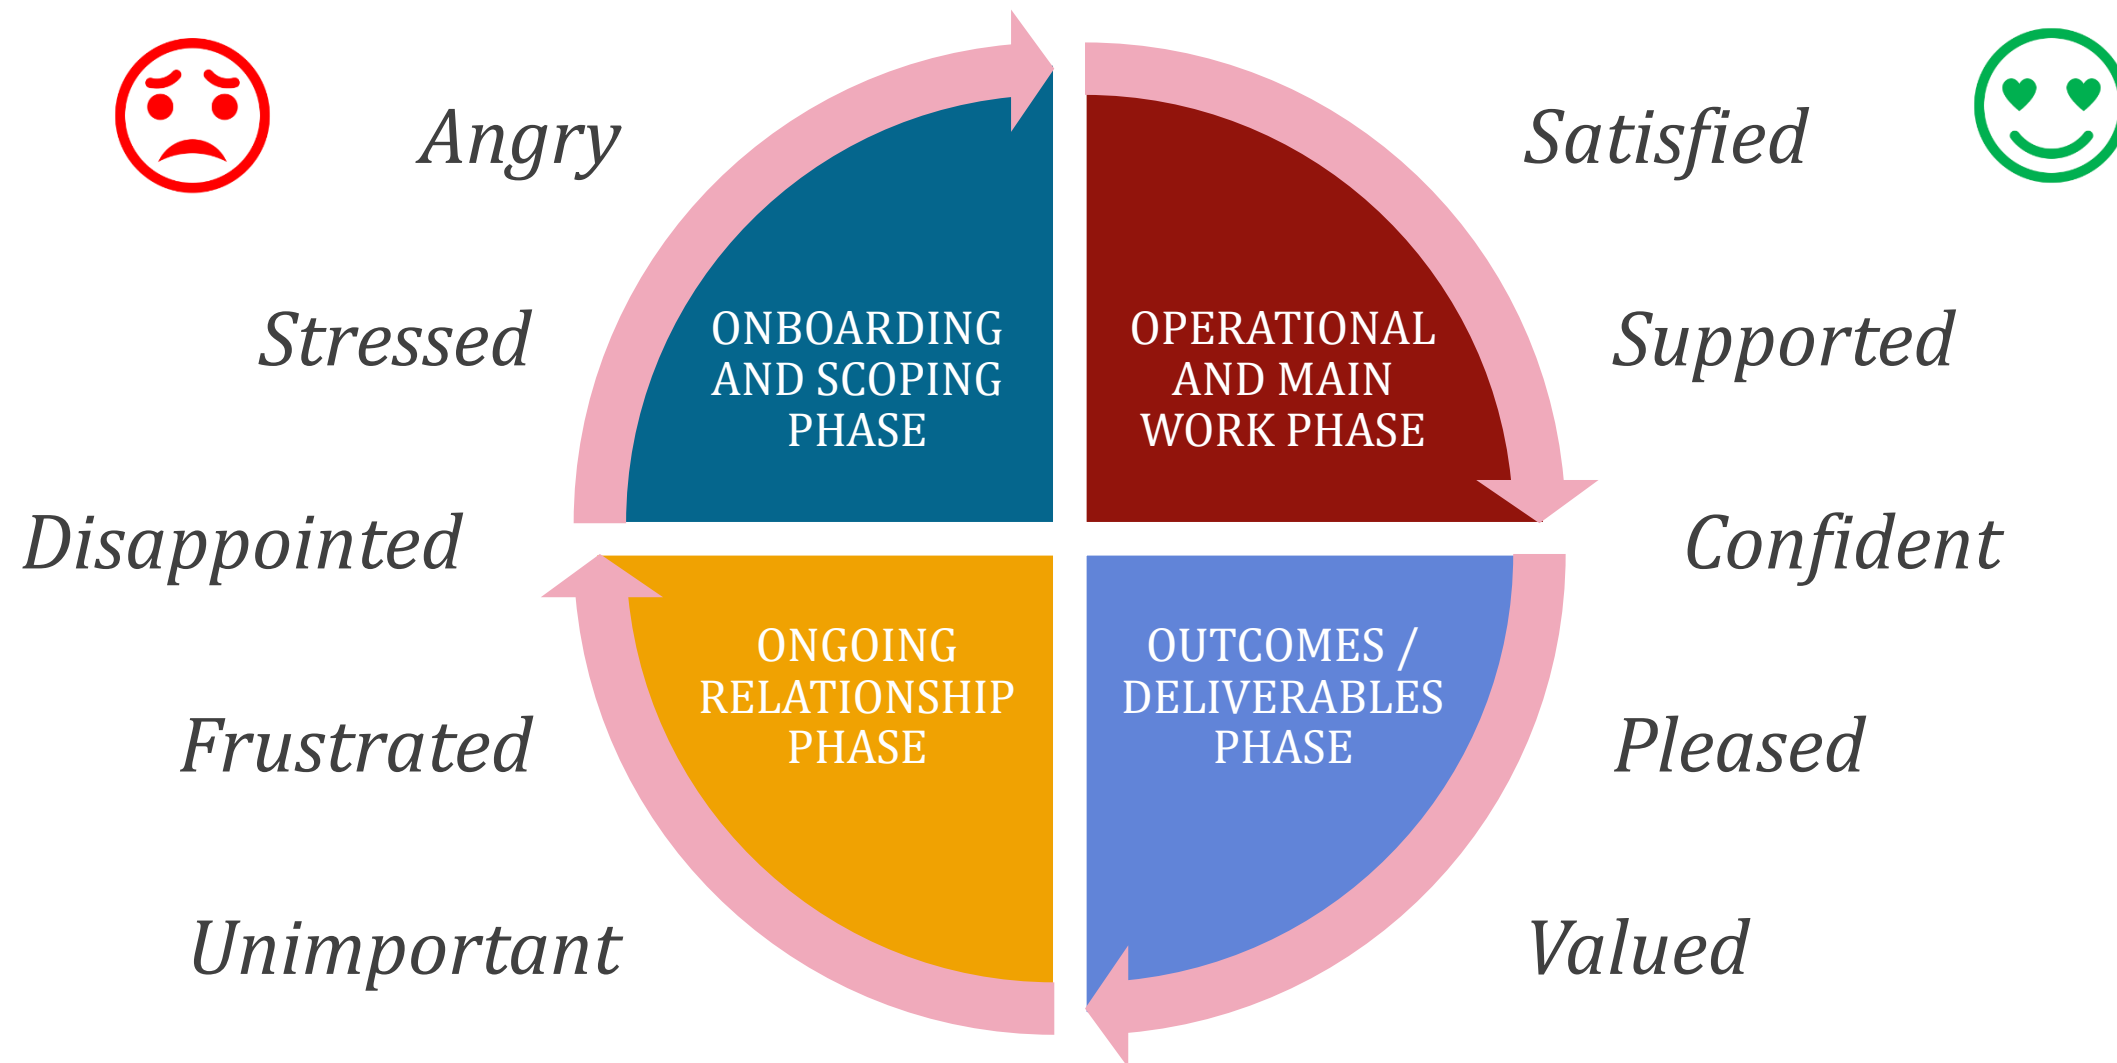 Angry
Stressed
Disappointed
Frustrated
Unimportant
ONBOARDING
AND SCOPING
PHASE
OPERATIONAL
AND MAIN
WORK PHASE
ONGOING
RELATIONSHIP
PHASE
OUTCOMES /
DELIVERABLES
PHASE
Satisfied
Supported
Confident
Pleased
Valued